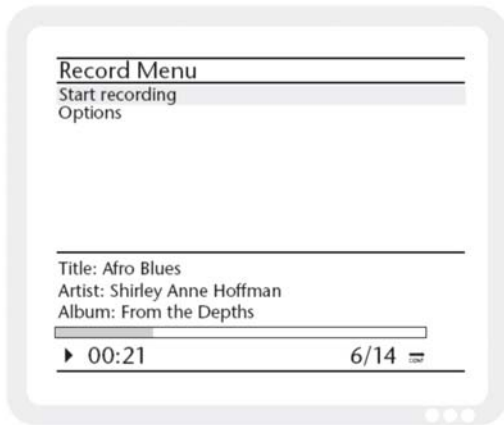 Record Menu
Start recording
Options
Title: Afro Blues
Artist: Shirley Anne Hoffman
Album: From the Depths
00:21 6/14